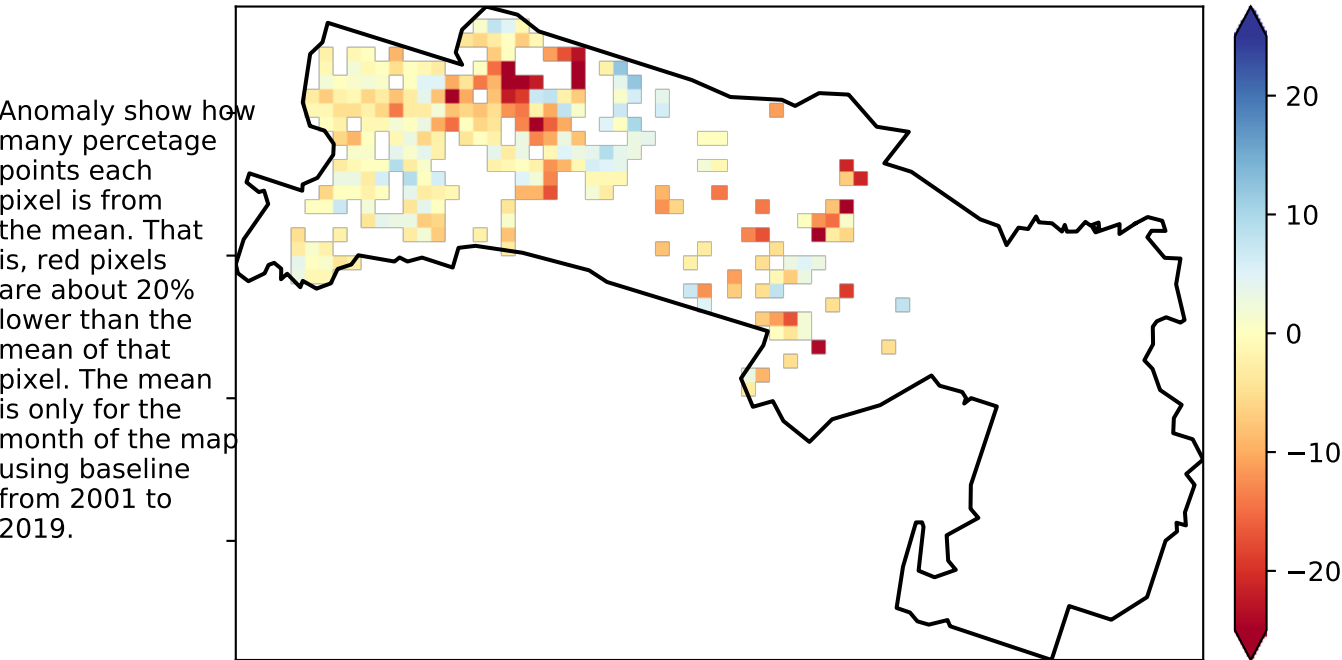 Anomaly show how
many percetage
points each
pixel is from
the mean. That
is, red pixels
are about 20%
lower than the
mean of that
pixel. The mean
is only for the
month of the map
using baseline
from 2001 to
2019.
20
10
0
−10
−20